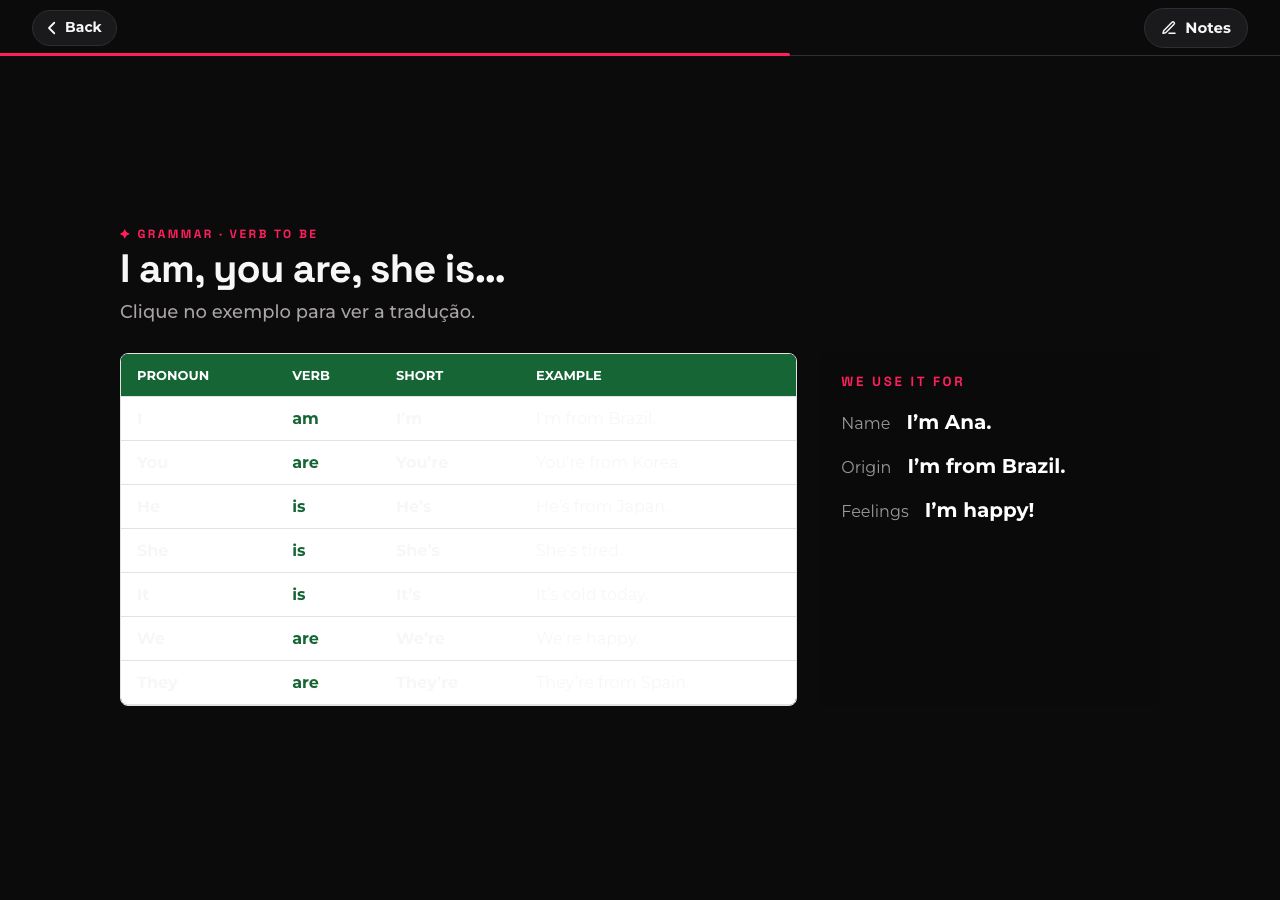 Back
Notes
GRAMMAR · VERB TO BE
I am, you are, she is...
Clique no exemplo para ver a tradução.
PRONOUN VERB SHORT EXAMPLE
I am I'm I'm from Brazil.
You are You're You're from Korea.
He is He's He's from Japan.
She is She's She's tired.
It is It's It's cold today.
We are We're We're happy.
They are They're They're from Spain.
WE USE IT FOR
Name I’m Ana.
Origin I’m from Brazil.
Feelings I’m happy!